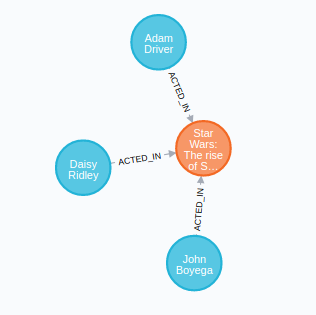 Adam
Driver
ACTED_IN
Star
Wars:
The rise
of S...
Daisy
Ridley
ACTED_IN
ACTED_IN
John
Boyega